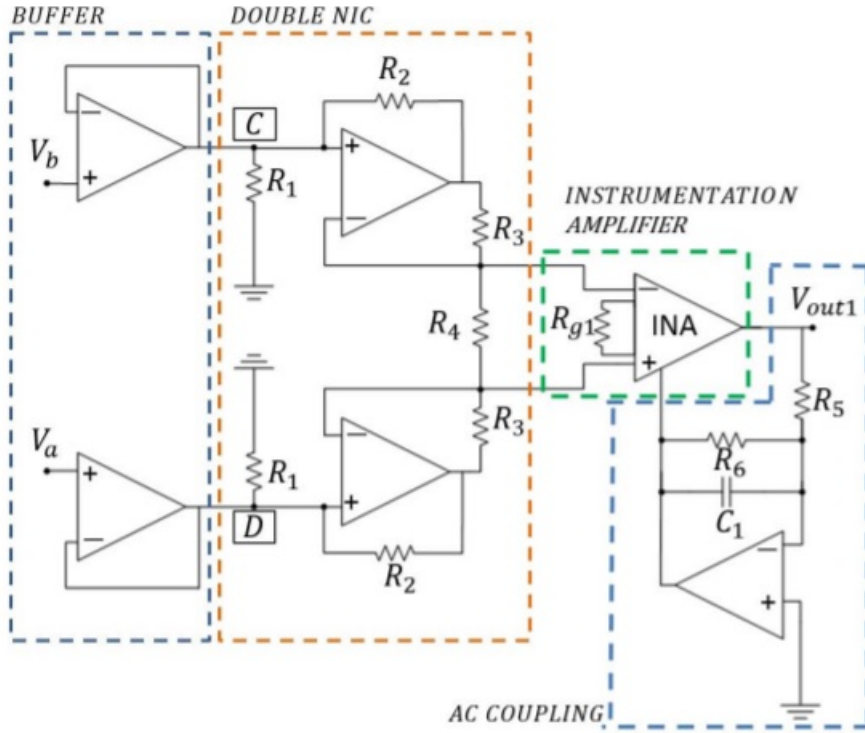 BUFFER
DOUBLE NIC
R2
C
Vb
R1
R3
INSTRUMENTATION
AMPLIFIER
R4
Rg1
INA
Vout1
R5
Va
R3
R1
R6
D
C1
R2
AC COUPLING